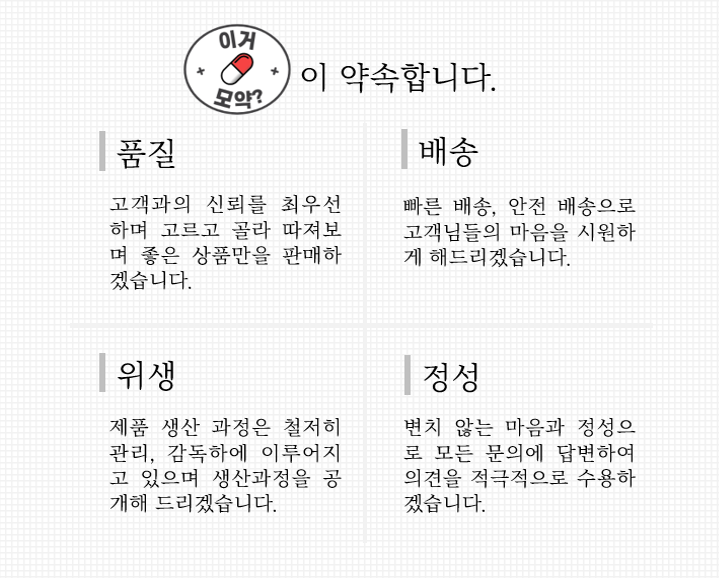 이거
모약?
이 약속합니다.
품질
고객과의 신뢰를 최우선
하며 고르고 골라 따져보
며 좋은 상품만을 판매하
겠습니다.
배송
빠른 배송, 안전 배송으로
고객님들의 마음을 시원하
게 해드리겠습니다.
위생
제품 생산 과정은 철저히
관리, 감독하에 이루어지
고 있으며 생산과정을 공
개해 드리겠습니다.
정성
변치 않는 마음과 정성으
로 모든 문의에 답변하여
의견을 적극적으로 수용하
겠습니다.